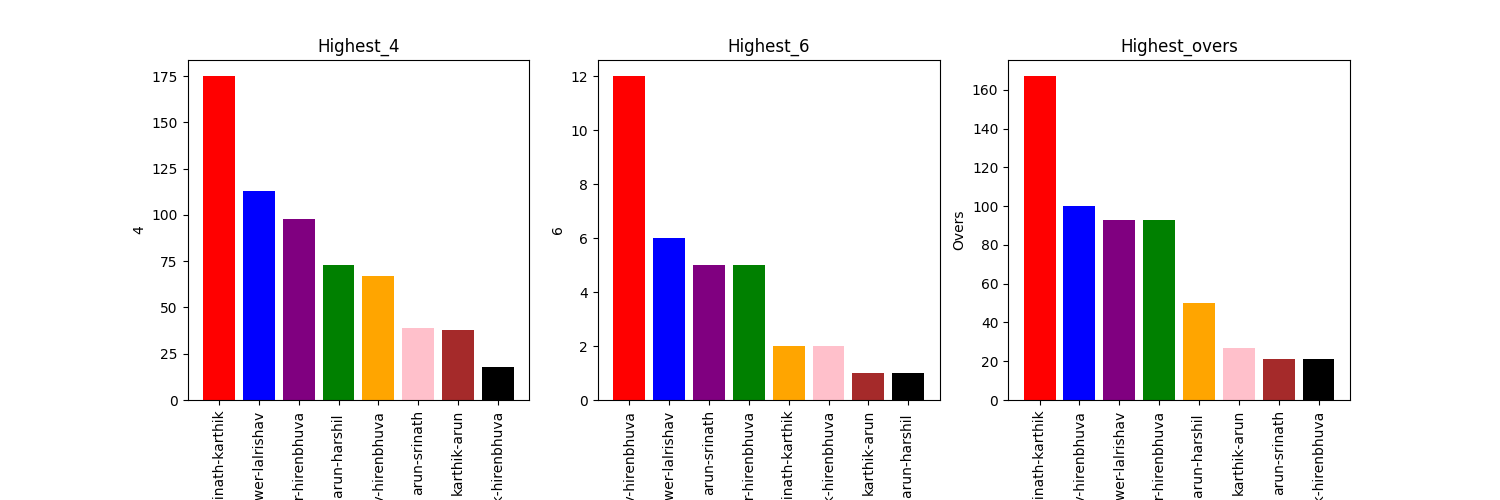 Highest_4
175
150
125
100
75
50
25
0
4
inath-karthik
wer-lalrishav
r-hirenbhuva
arun-harshil
-hirenbhuva
arun-srinath
karthik-arun
-hirenbhuva
Highest_6
12
10
8
6
4
2
0
6
-hirenbhuva
wer-lalrishav
arun-srinath
r-hirenbhuva
inath-karthik
-hirenbhuva
karthik-arun
arun-harshil
Highest_overs
160
140
120
100
80
60
40
20
0
Overs
inath-karthik
-hirenbhuva
wer-lalrishav
r-hirenbhuva
arun-harshil
karthik-arun
arun-srinath
-hirenbhuva